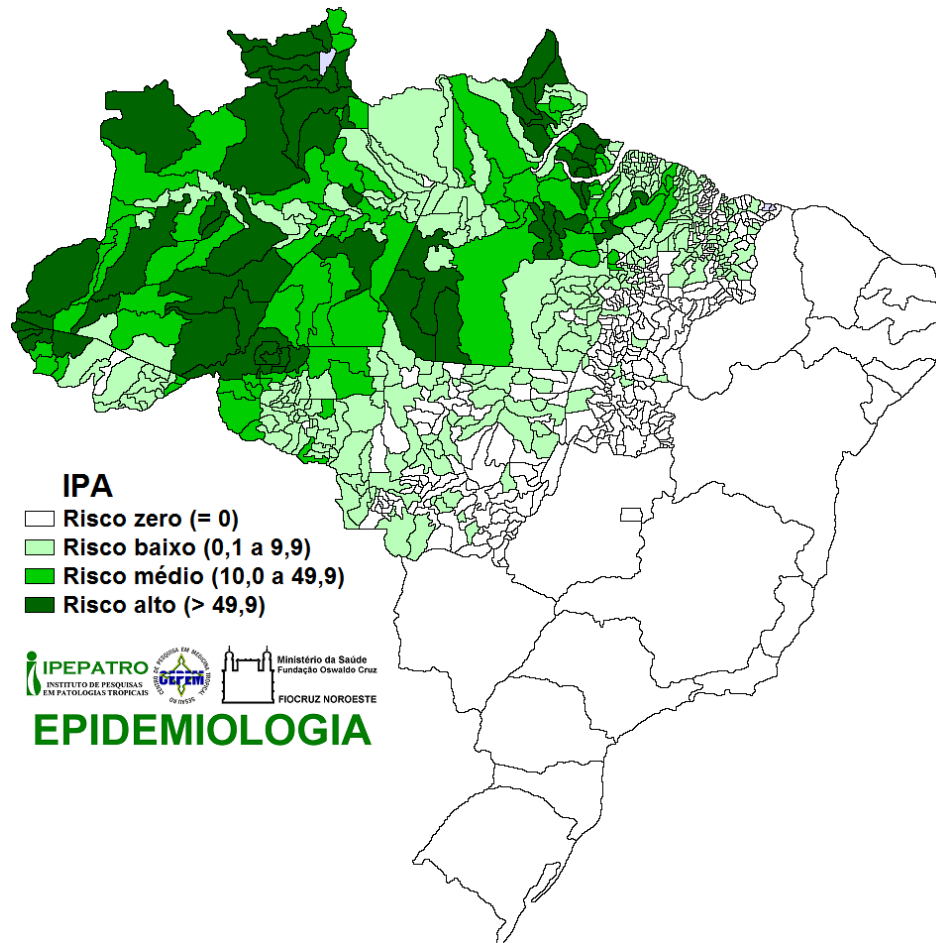 IPA
Risco zero (= 0)
Risco baixo (0,1 a 9,9)
Risco médio (10,0 a 49,9)
Risco alto (> 49,9)
IPEPATRO
INSTITUTO DE PESQUISAS
EM PATOLOGIAS TROPICAIS
CEPEM
Ministério da Saúde
Fundação Oswaldo Cruz
FIOCRUZ NOROESTE
EPIDEMIOLOGIA